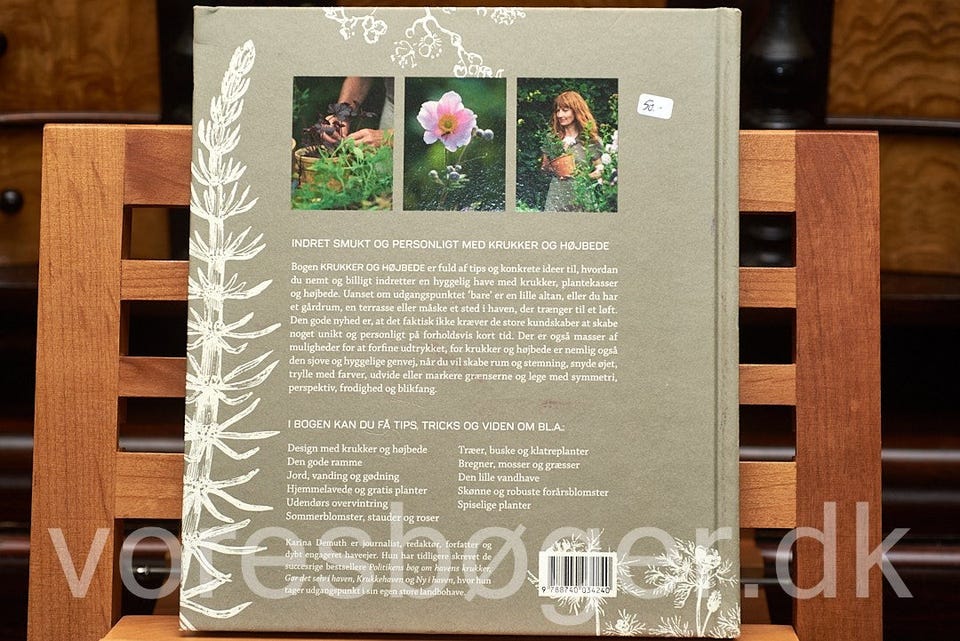 50.-
INDRET SMUKT OG PERSONLIGT MED KRUKKER OG HØJBEDE
Bogen KRUKKER OG HØJBEDE er fuld af tips og konkrete ideer til, hvordan
du nemt og billigt indretter en hyggelig have med krukker, plantekasser
og højbede. Uanset om udgangspunktet 'bare' er en lille altan, eller du har
et gårdrum, en terrasse eller måske et sted i haven, der trænger til et løft.
Den gode nyhed er, at det faktisk ikke kræver de store kundskaber at skabe
noget unikt og personligt på forholdsvis kort tid. Der er også masser af
muligheder for at forfine udtrykket, for krukker og højbede er nemlig også
den sjove og hyggelige genvej, når du vil skabe rum og stemning, snyde øjet,
trylle med farver, udvide eller markere grænserne og lege med symmetri,
perspektiv, frodighed og blikfang.
I BOGEN KAN DU FÅ TIPS, TRICKS OG VIDEN OM BL.A.:
Design med krukker og højbede
Den gode ramme
Jord, vanding og gødning
Hjemmelavede og gratis planter
Udendørs overvintring
Sommerblomster, stauder og roser
Træer, buske og klatreplanter
Bregner, mosser og græsser
Den lille vandhave
Skønne og robuste forårsblomster
Spiselige planter
Karina Demuth er journalist, redaktør, forfatter og
dybt engageret haveejer. Hun har tidligere skrevet de
succesrige bestsellere Politikens bog om havens krukker,
Gør det selv i haven, Krukkehaven og Ny i haven, hvor hun
tager udgangspunkt i sin egen store landbohave.
9 788740 034240
vores-bøger.dk